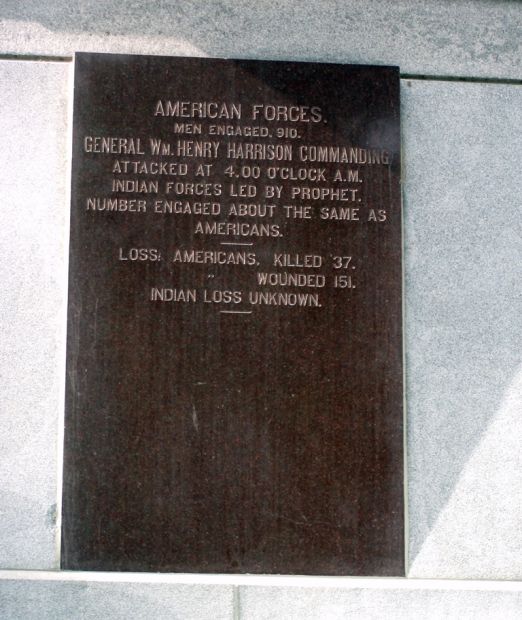 AMERICAN FORCES.
MEN ENGAGED, 910.
GENERAL WM. HENRY HARRISON COMMANDING
ATTACKED AT 4.00 O'CLOCK A.M.
INDIAN FORCES LED BY PROPHET.
NUMBER ENGAGED ABOUT THE SAME AS
AMERICANS.
LOSS: AMERICANS, KILLED 37.
" WOUNDED 151.
INDIAN LOSS UNKNOWN.